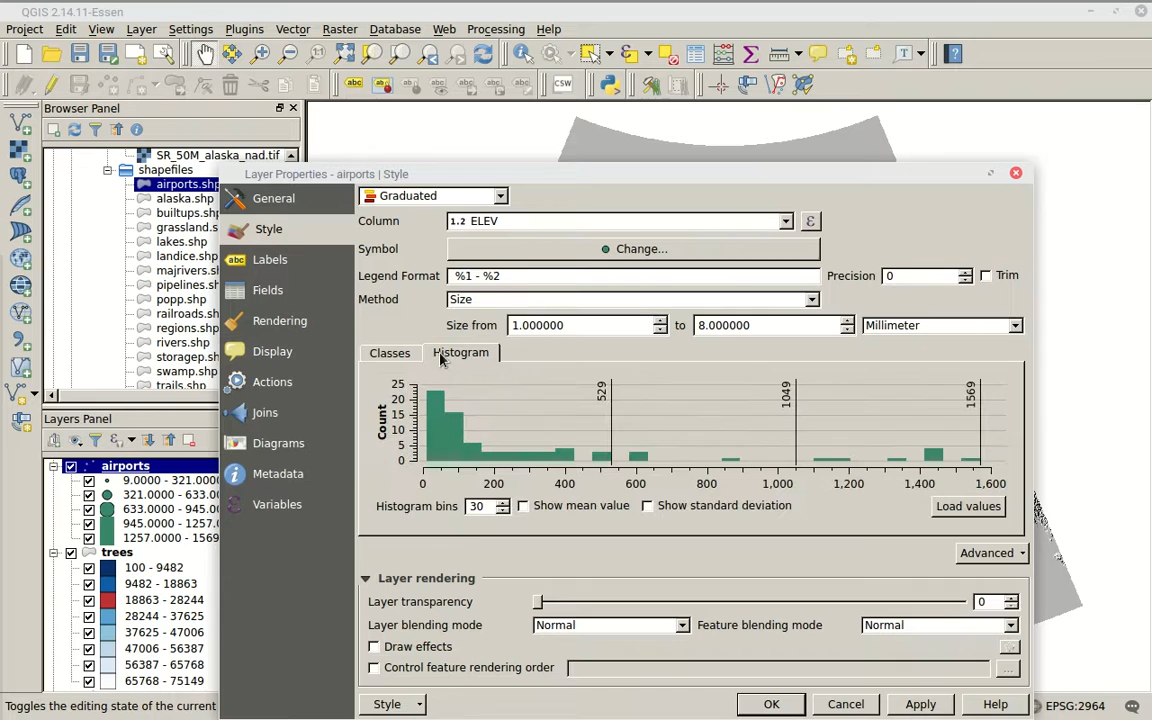 QGIS 2.14.11-Essen
Project Edit View Layer Settings Plugins Vector Raster Database Web Processing Help
abc
CSW
Browser Panel
SR_50M_alaska_nad.tif
shapefiles
airports.shp
alaska.shp
builtups.shp
grassland.s
lakes.shp
landice.shp
majrivers.sh
pipelines.sh
popp.shp
railroads.sh
regions.shp
rivers.shp
storagep.sh
swamp.shp
trails.shp
Layers Panel
airports
9.0000 - 321.0000
321.0000 - 633.0
633.0000 - 945.0
945.0000 - 1257.0
1257.0000 - 1569
trees
100 - 9482
9482 - 18863
18863 - 28244
28244 - 37625
37625 - 47006
47006 - 56387
56387 - 65768
65768 - 75149
Layer Properties - airports | Style
General
Style
abc Labels
Fields
Rendering
Display
Actions
Joins
Diagrams
Metadata
Variables
Graduated
Column 1.2 ELEV ε
Symbol Change...
Legend Format %1 - %2 Precision 0 Trim
Method Size
Size from 1.000000 to 8.000000 Millimeter
Classes Histogram
Count
25
20
15
10
5
0
529
1049
1569
0 200 400 600 800 1,000 1,200 1,400 1,600
Histogram bins 30 Show mean value Show standard deviation Load values
Advanced
Layer rendering
Layer transparency 0
Layer blending mode Normal Feature blending mode Normal
Draw effects
Control feature rendering order ...
Style OK Cancel Apply Help
Toggles the editing state of the current
EPSG:2964